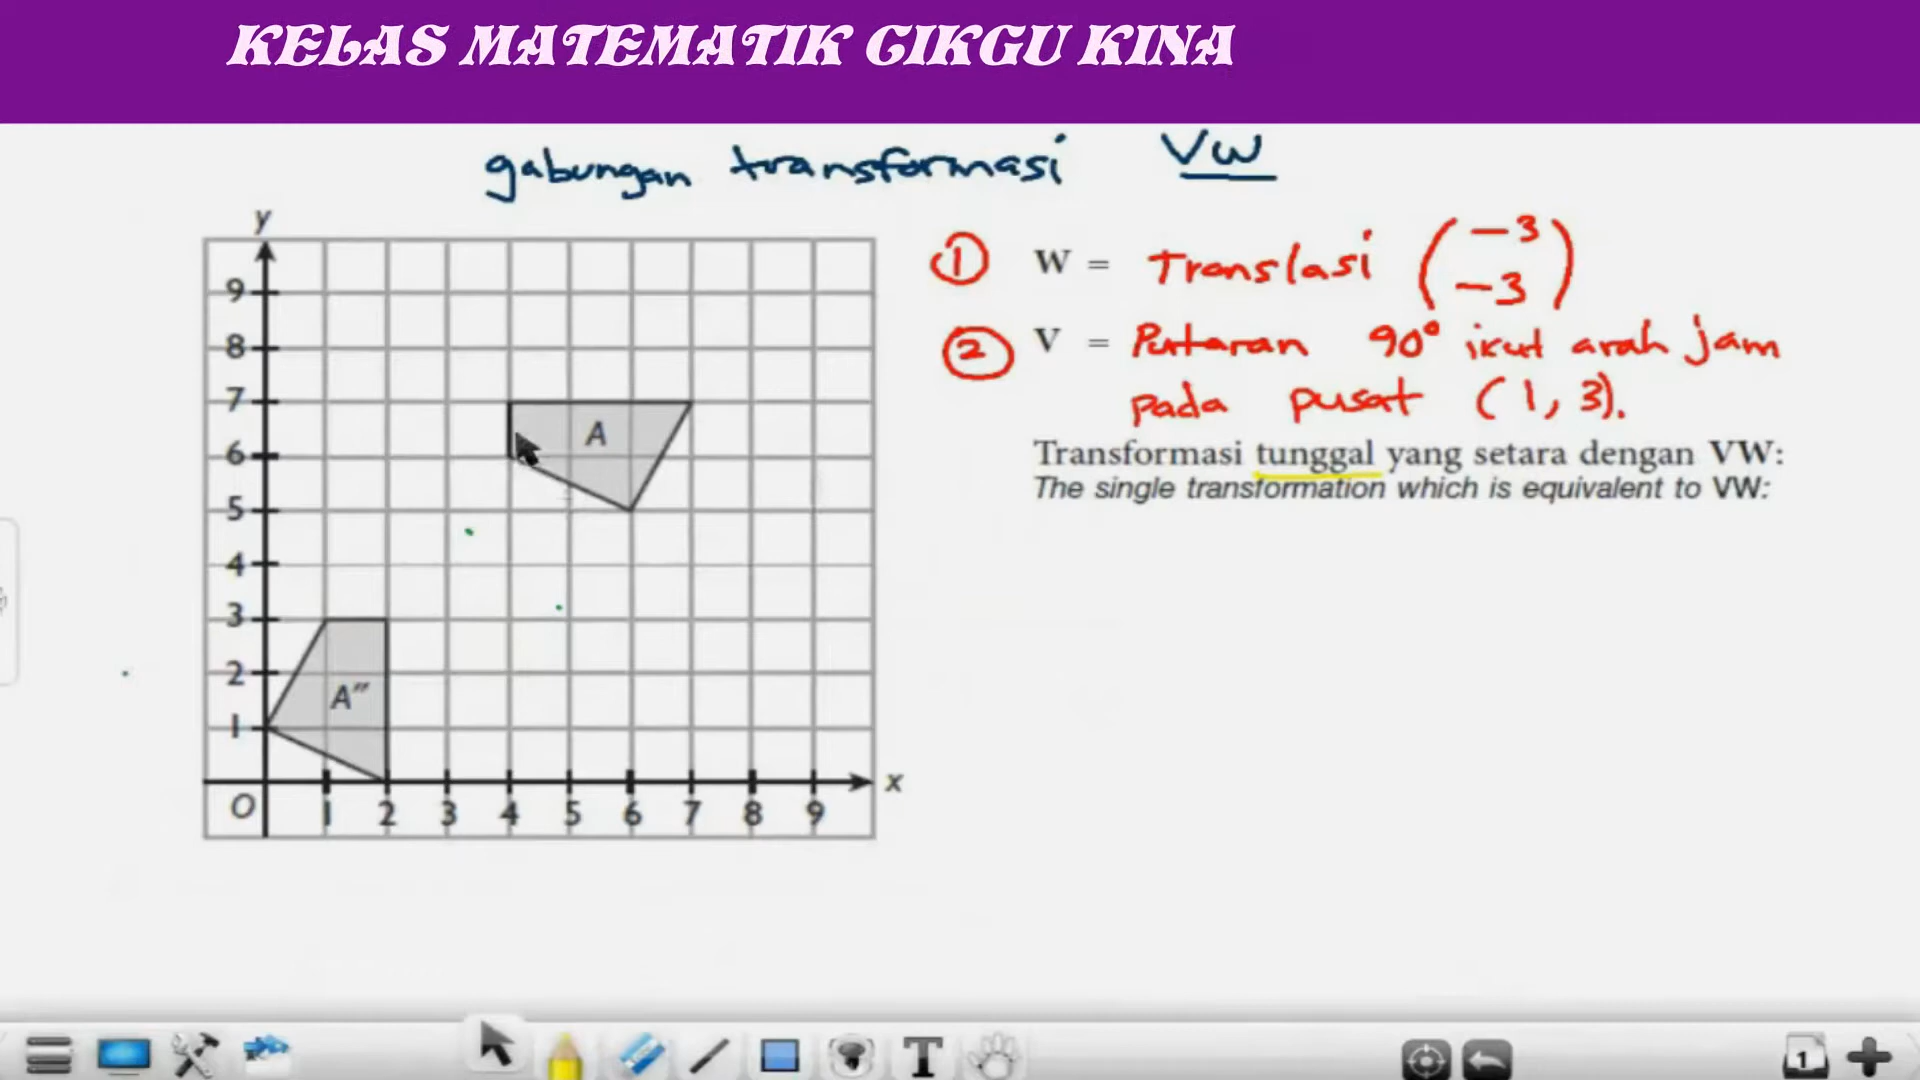 KELAS MATEMATIK CIKGU KINA
gabungan transformasi VW
y
9
8
7
6
5
4
3
2
1
O
1 2 3 4 5 6 7 8 9
x
A
A″
① W = Translasi (-3
-3)
② V = Putaran 90° ikut arah jam
pada pusat (1, 3).
Transformasi tunggal yang setara dengan VW:
The single transformation which is equivalent to VW:
T
1